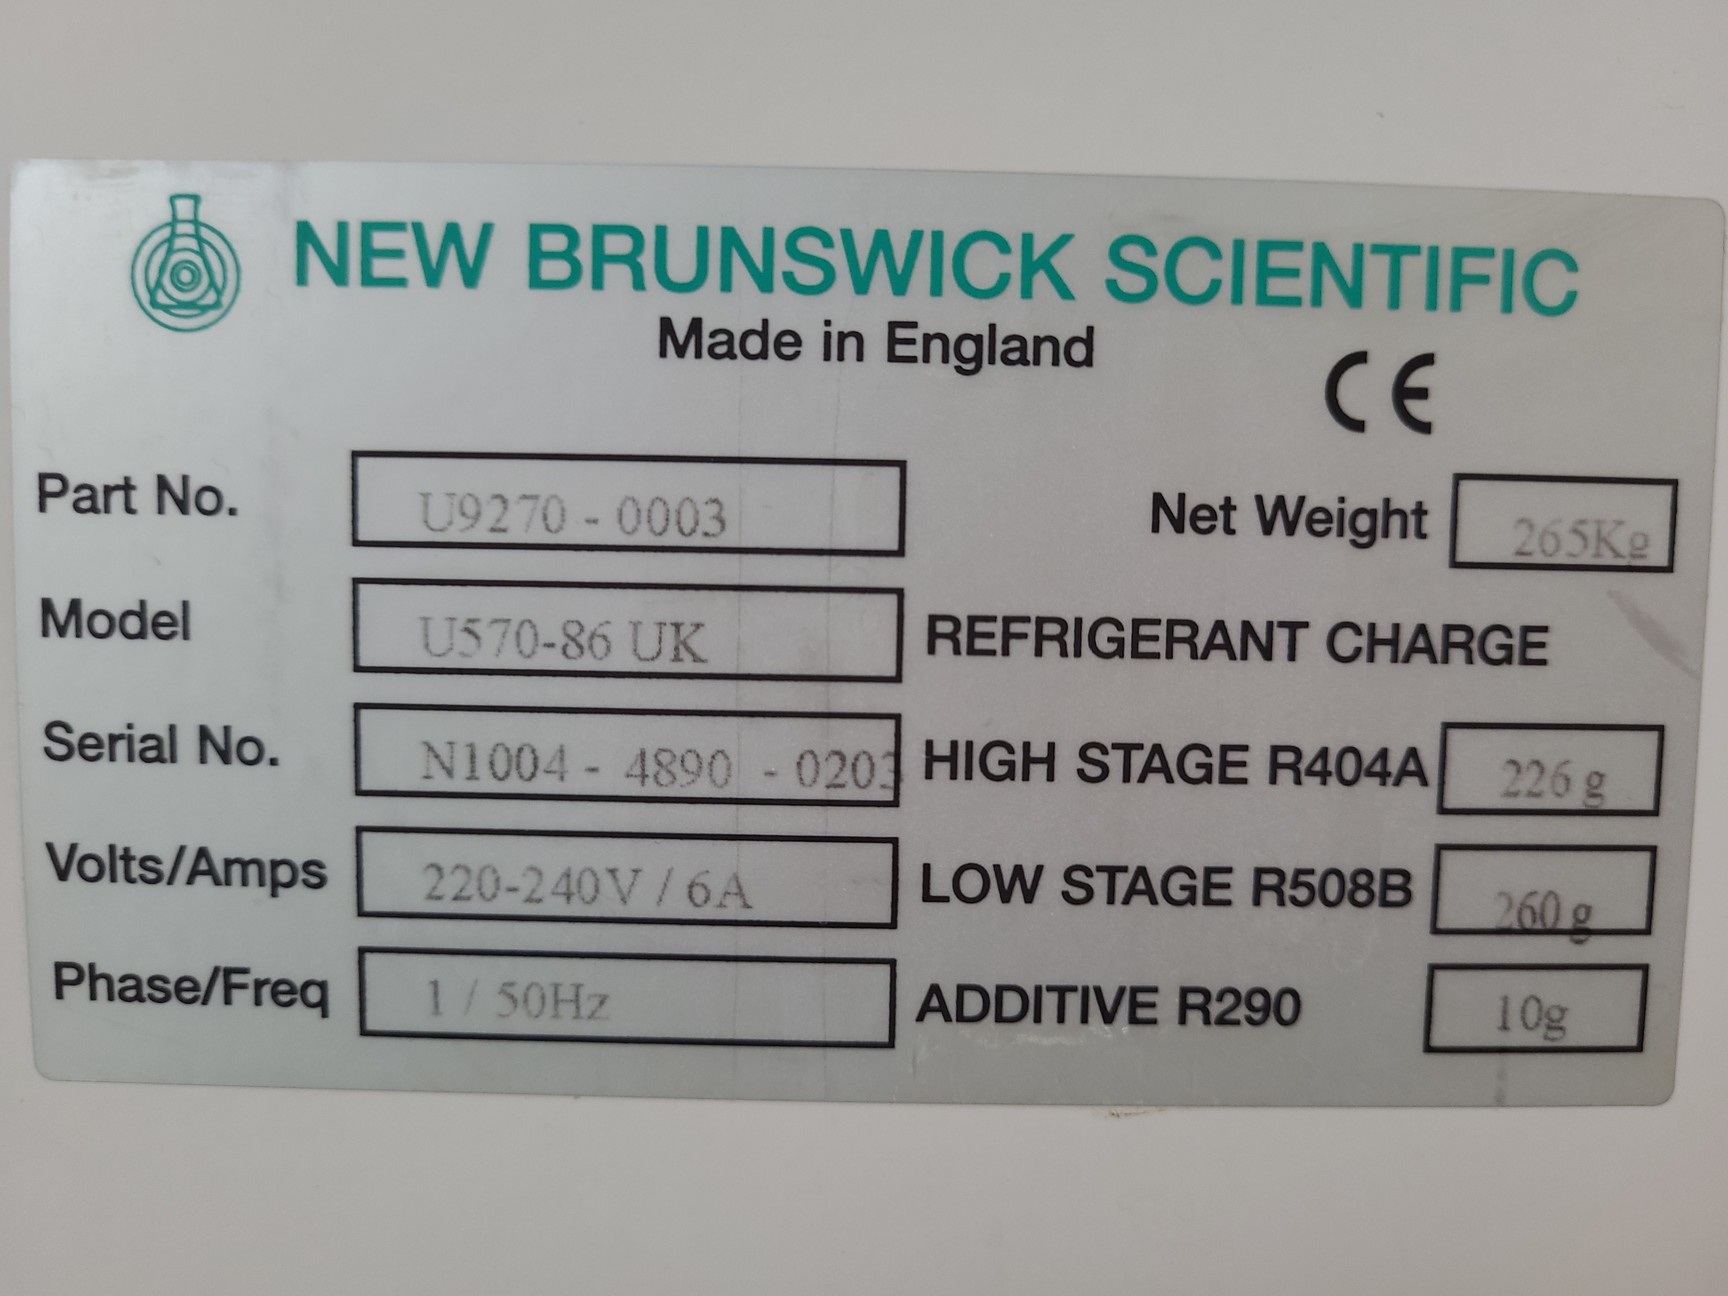 NEW BRUNSWICK SCIENTIFIC
Made in England
CE
Part No. U9270 - 0003
Net Weight 265Kg
Model U570-86 UK
REFRIGERANT CHARGE
Serial No. N1004 - 4890 - 0203
HIGH STAGE R404A 226 g
Volts/Amps 220-240V / 6A
LOW STAGE R508B 260 g
Phase/Freq 1 / 50Hz
ADDITIVE R290 10g